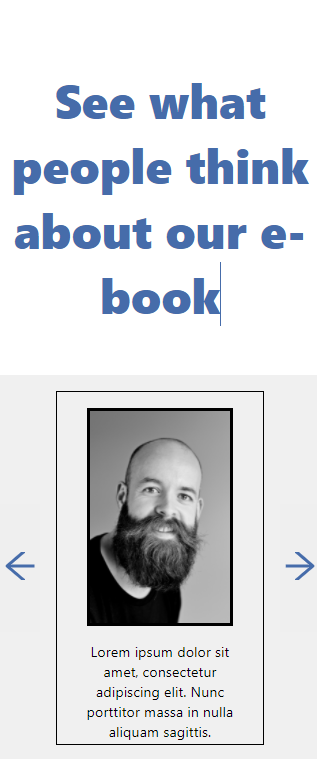 See what
people think
about our e-
book
Lorem ipsum dolor sit
amet, consectetur
adipiscing elit. Nunc
porttitor massa in nulla
aliquam sagittis.